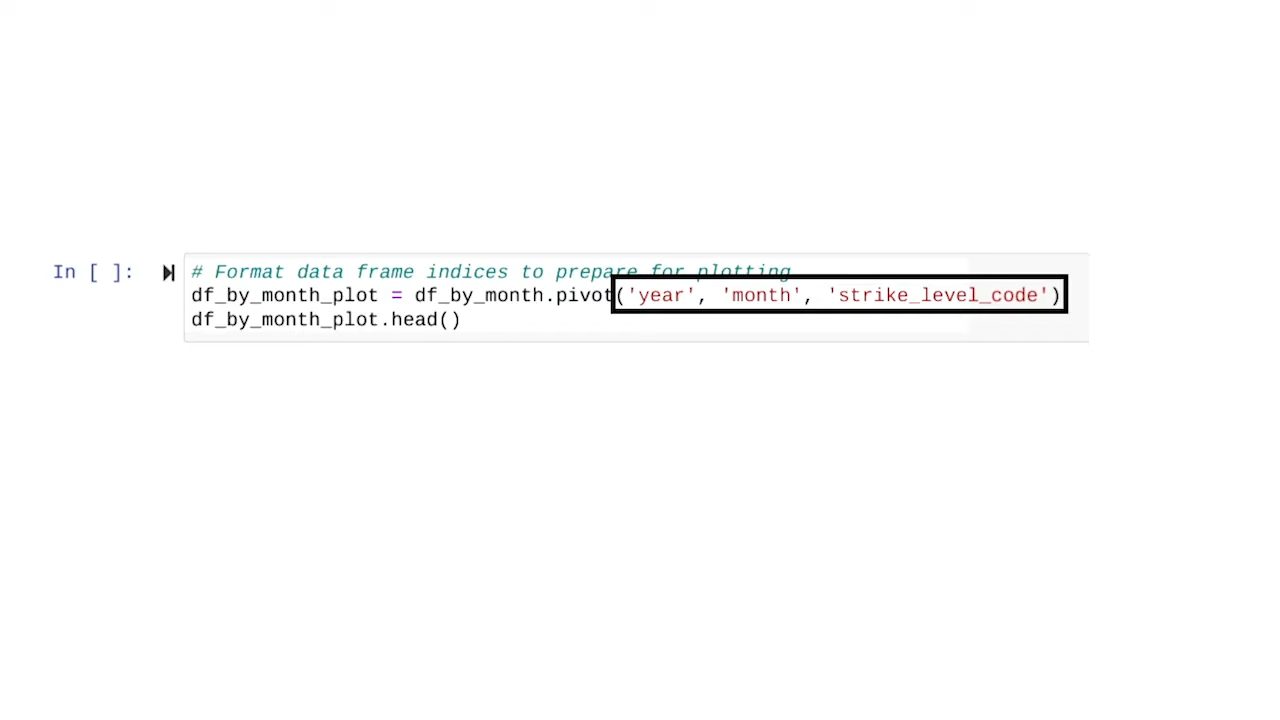 In [ ]:
# Format data frame indices to prepare for plotting
df_by_month_plot = df_by_month.pivot('year', 'month', 'strike_level_code')
df_by_month_plot.head()